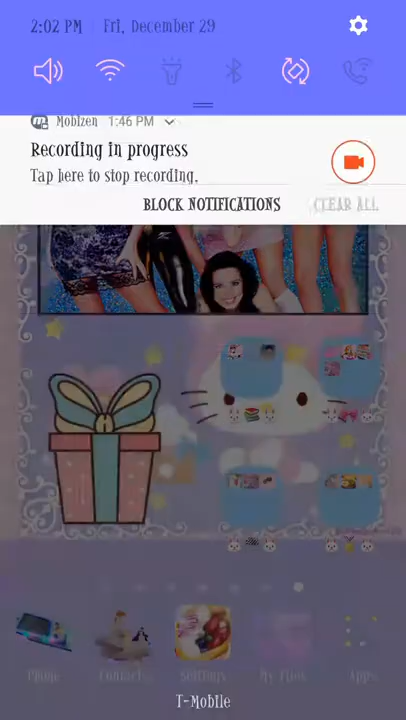 2:02 PM | Fri, December 29
Mobizen 1:46 PM
Recording in progress
Tap here to stop recording.
BLOCK NOTIFICATIONS
CLEAR ALL
Phone
Contact...
Settings
My Files
Apps
T-Mobile